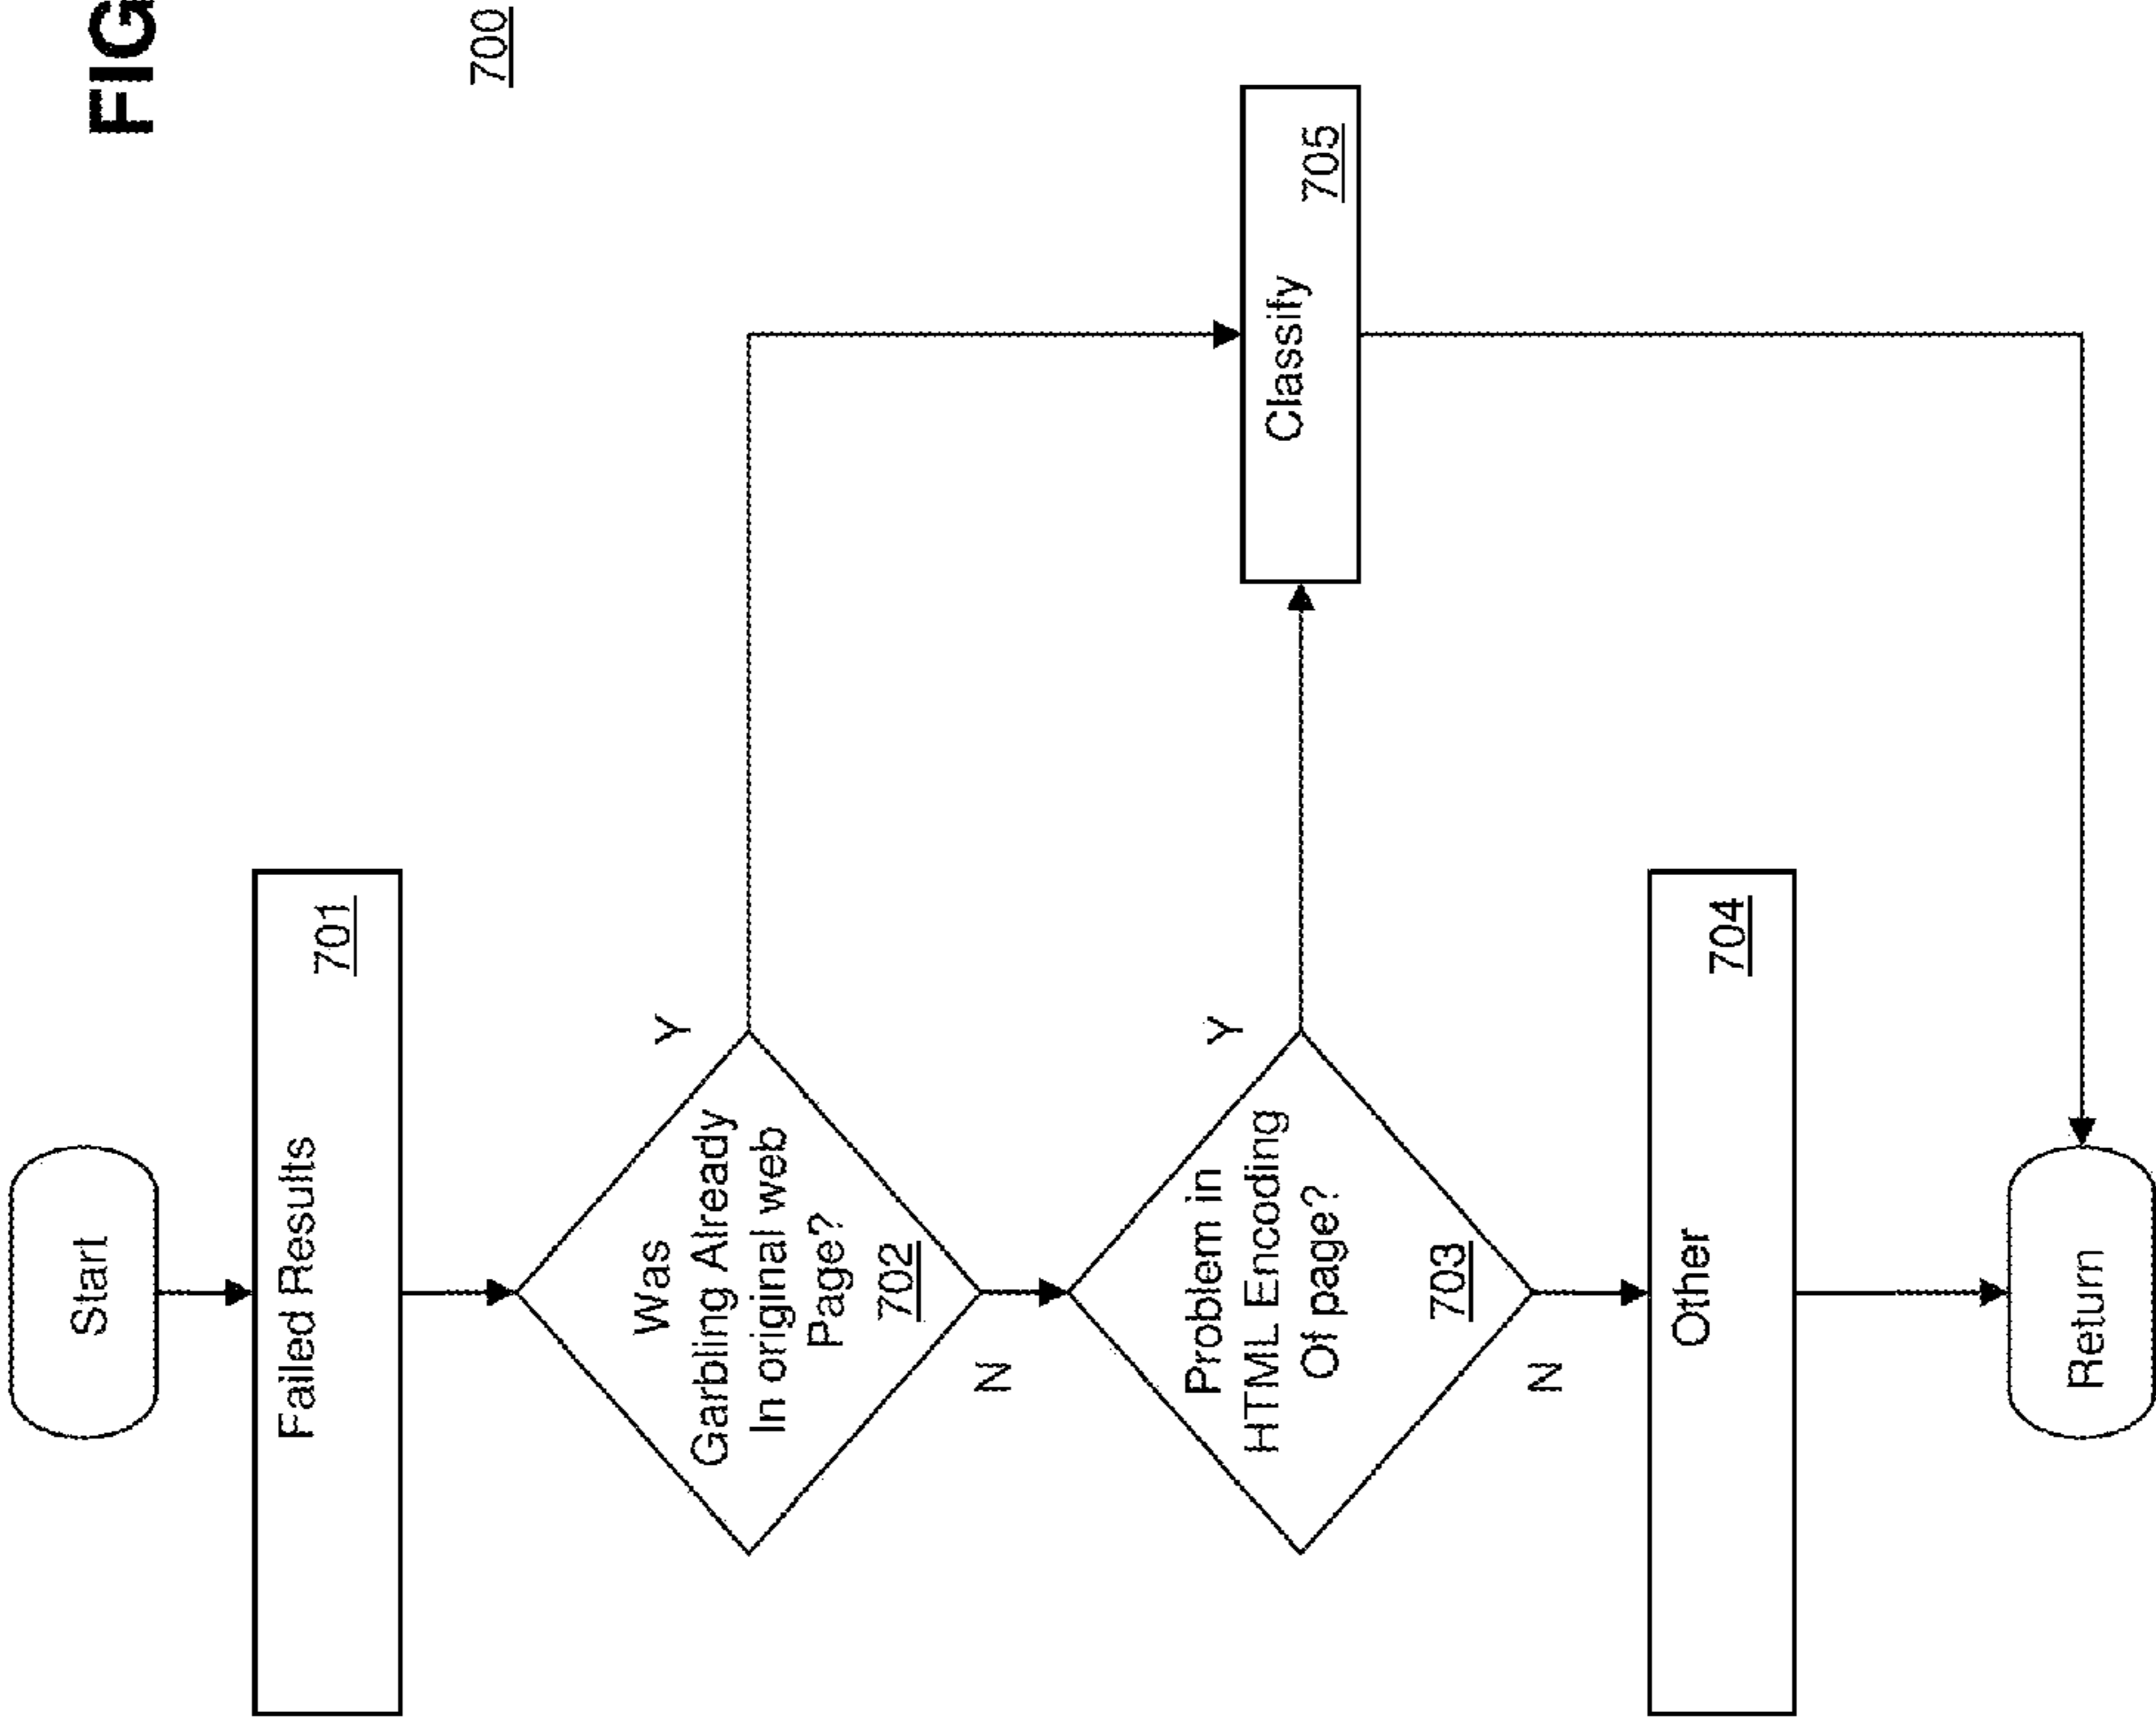 FIG
700
Start
Failed Results
701
Was
Garbling Already
In original web
Page?
702
Y
N
Problem in
HTML Encoding
Of page?
703
Y
N
Classify
705
Other
704
Return